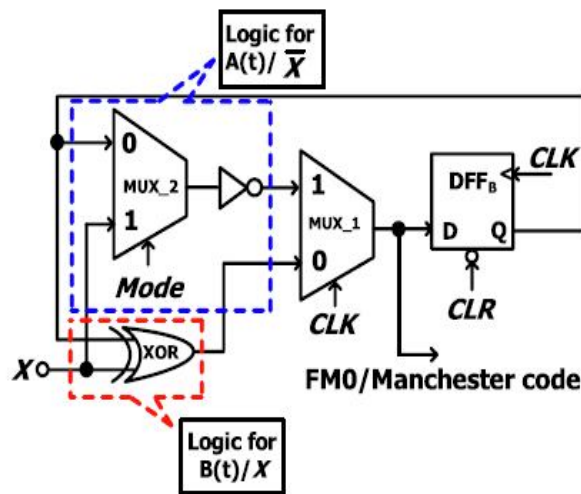 Logic for
A(t)/ X̅
0
MUX_2
1
Mode
1
MUX_1
0
CLK
CLK
DFF_B
D Q
CLR
XOR
X
FM0/Manchester code
Logic for
B(t)/X